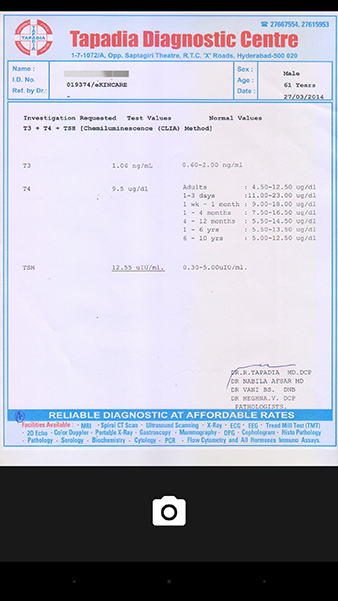 ☎ 27667554, 27615953
Tapadia Diagnostic Centre
1-7-1072/A, Opp. Saptagiri Theatre, R.T.C. 'X' Roads, Hyderabad-500 020
Name :
I.D. No. 019374/eKINCARE
Ref. by Dr.: -
Sex : Male
Age : 61 Years
Date : 27/03/2014
Investigation Requested Test Values Normal Values
T3 + T4 + TSH [Chemiluminescence (CLIA) Method]
T3 1.06 ng/mL 0.60-2.00 ng/ml
T4 9.5 ug/dl Adults : 4.50-12.50 ug/dl
1-3 days :11.00-23.00 ug/dl
1 wk - 1 month : 9.00-18.00 ug/dl
1 - 4 months : 7.50-16.50 ug/dl
4 - 12 months : 5.50-14.50 ug/dl
1 - 6 yrs : 5.50-13.50 ug/dl
6 - 10 yrs : 5.00-12.50 ug/dl
TSH 12.55 uIU/ml. 0.30-5.00uIU/ml.
DR.R.TAPADIA MD.DCP
DR NABILA AFSAR MD
DR VANI BS. DNB
DR MEGHNA.V. DCP
PATHOLOGISTS.
RELIABLE DIAGNOSTIC AT AFFORDABLE RATES
Facilities Available : • MRI • Spiral CT Scan • Ultrasound Scanning • X-Ray • ECG • EEG • Tread Mill Test (TMT)
• 2D Echo • Color Doppler • Portable X-Ray • Gastroscopy • Mammography • OPG • Cephalogram • Histo Pathology
• Pathology • Serology • Biochemistry • Cytology • PCR • Flow Cytometry and All Hormones Immuno Assays.